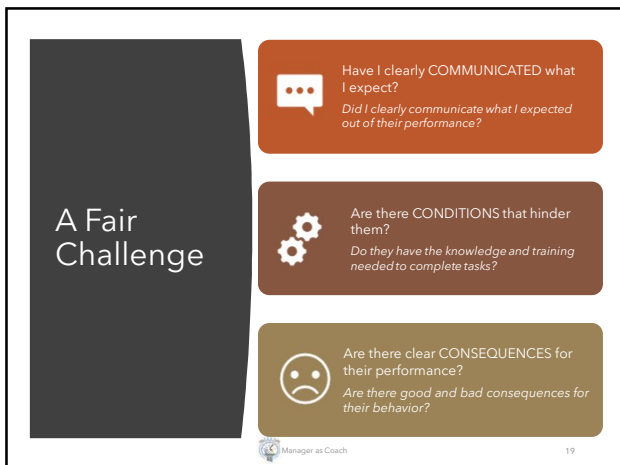 A Fair
Challenge
Have I clearly COMMUNICATED what
I expect?
Did I clearly communicate what I expected
out of their performance?
Are there CONDITIONS that hinder
them?
Do they have the knowledge and training
needed to complete tasks?
Are there clear CONSEQUENCES for
their performance?
Are there good and bad consequences for
their behavior?
Manager as Coach
19